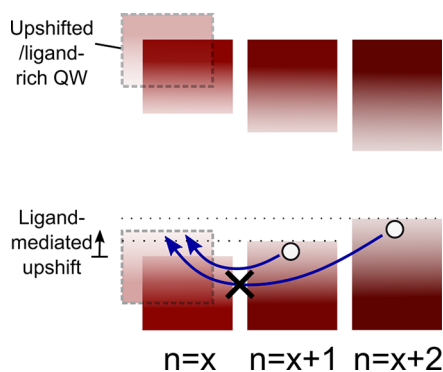 Upshifted
/ligand-
rich QW
Ligand-
mediated
upshift
n=x n=x+1 n=x+2